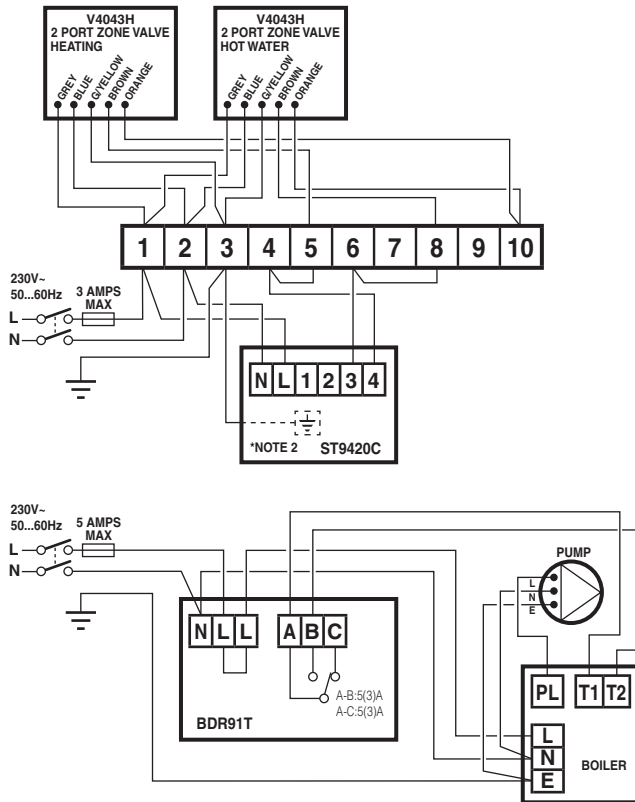 V4043H
2 PORT ZONE VALVE
HEATING
GREY
BLUE
G/YELLOW
BROWN
ORANGE
V4043H
2 PORT ZONE VALVE
HOT WATER
GREY
BLUE
G/YELLOW
BROWN
ORANGE
1 2 3 4 5 6 7 8 9 10
230V~
50...60Hz
3 AMPS
MAX
L
N
N L 1 2 3 4
*NOTE 2 ST9420C
230V~
50...60Hz
5 AMPS
MAX
L
N
PUMP
L
N
E
N L L A B C
A-B:5(3)A
A-C:5(3)A
BDR91T
PL T1 T2
L
N
E
BOILER